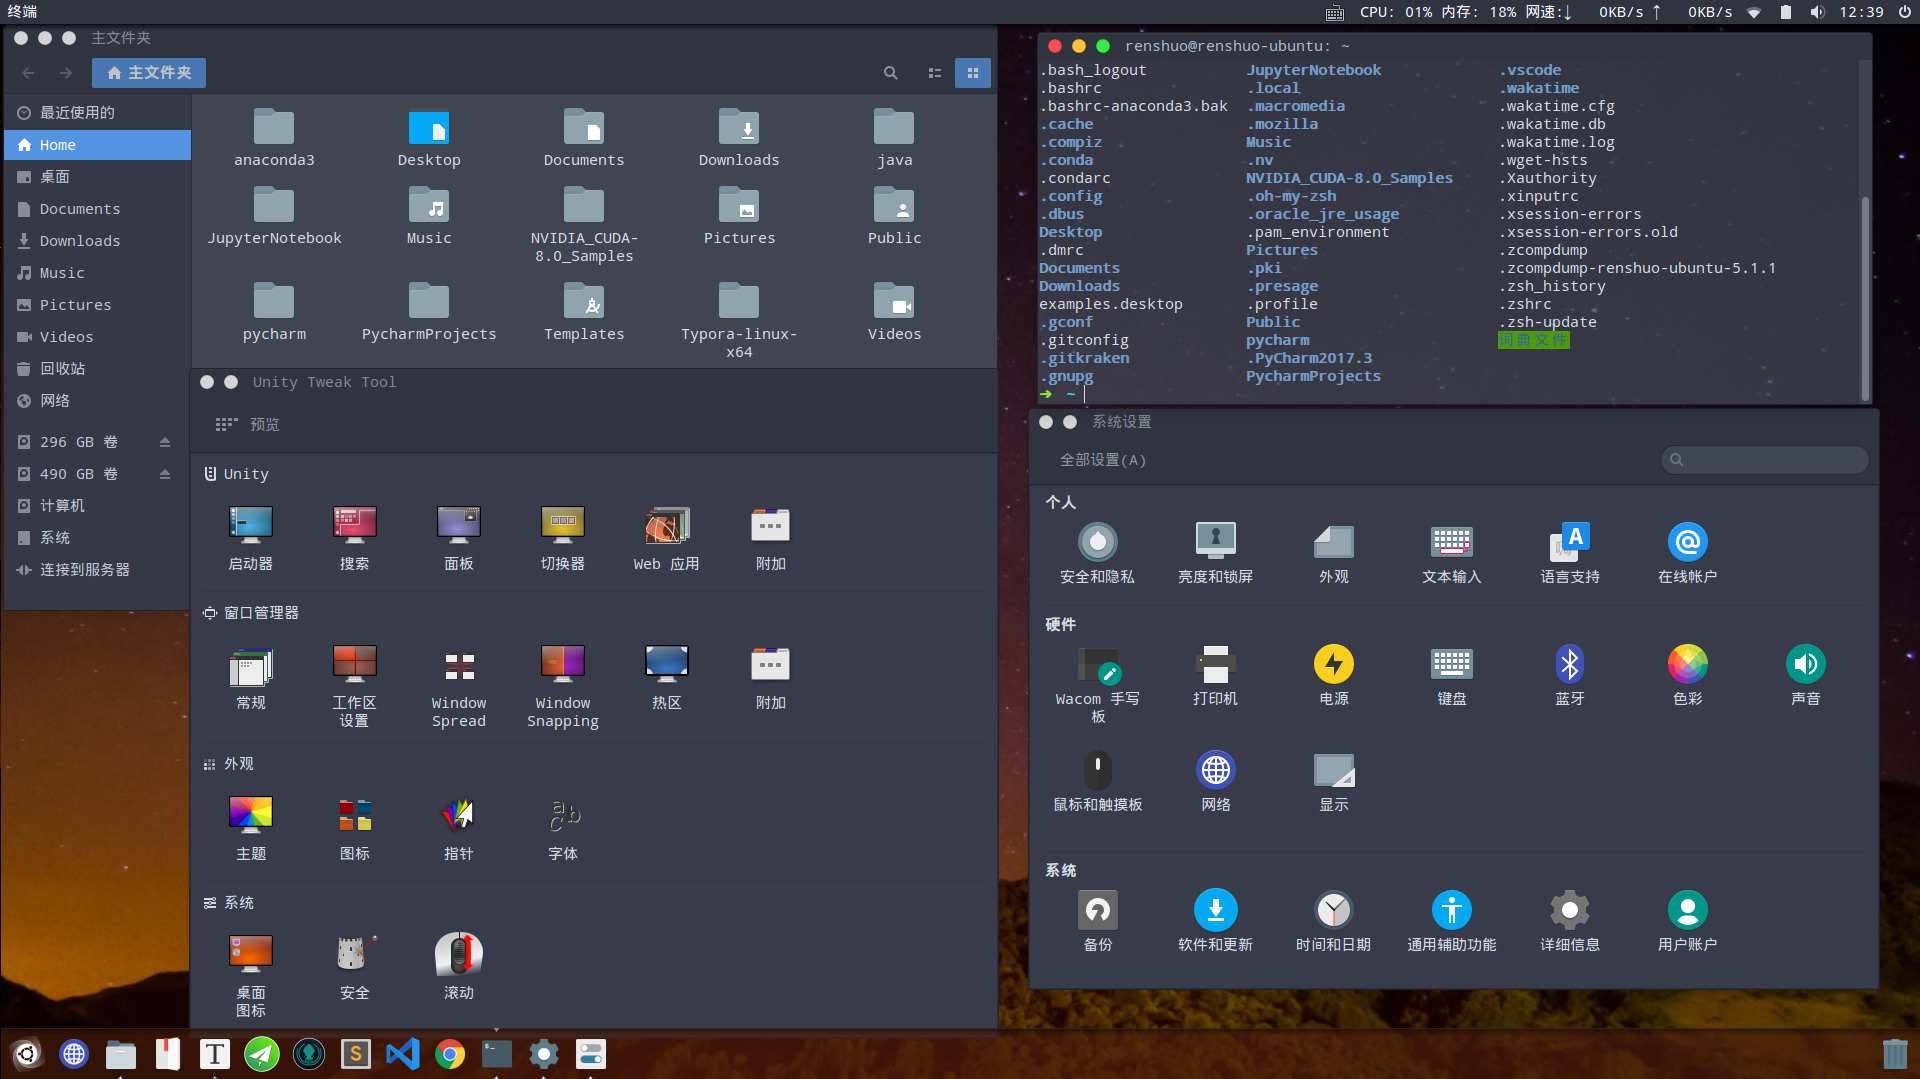 终端
CPU: 01% 内存: 18% 网速:↓ 0KB/s ↑ 0KB/s 12:39
主文件夹
主文件夹
最近使用的
Home
桌面
Documents
Downloads
Music
Pictures
Videos
回收站
网络
296 GB 卷
490 GB 卷
计算机
系统
连接到服务器
anaconda3 Desktop Documents Downloads java
JupyterNotebook Music NVIDIA_CUDA-8.0_Samples Pictures Public
pycharm PycharmProjects Templates Typora-linux-x64 Videos
Unity Tweak Tool
预览
Unity
启动器 搜索 面板 切换器 Web 应用 附加
窗口管理器
常规 工作区设置 Window Spread Window Snapping 热区 附加
外观
主题 图标 指针 字体
系统
桌面图标 安全 滚动
renshuo@renshuo-ubuntu: ~
.bash_logout JupyterNotebook .vscode
.bashrc .local .wakatime
.bashrc-anaconda3.bak .macromedia .wakatime.cfg
.cache .mozilla .wakatime.db
.compiz Music .wakatime.log
.conda .nv .wget-hsts
.condarc NVIDIA_CUDA-8.0_Samples .Xauthority
.config .oh-my-zsh .xinputrc
.dbus .oracle_jre_usage .xsession-errors
Desktop .pam_environment .xsession-errors.old
.dmrc Pictures .zcompdump
Documents .pki .zcompdump-renshuo-ubuntu-5.1.1
Downloads .presage .zsh_history
examples.desktop .profile .zshrc
.gconf Public .zsh-update
.gitconfig pycharm 词典文件
.gitkraken .PyCharm2017.3
.gnupg PycharmProjects
➜ ~
系统设置
全部设置(A)
个人
安全和隐私 亮度和锁屏 外观 文本输入 语言支持 在线帐户
硬件
Wacom 手写板 打印机 电源 键盘 蓝牙 色彩 声音
鼠标和触摸板 网络 显示
系统
备份 软件和更新 时间和日期 通用辅助功能 详细信息 用户账户